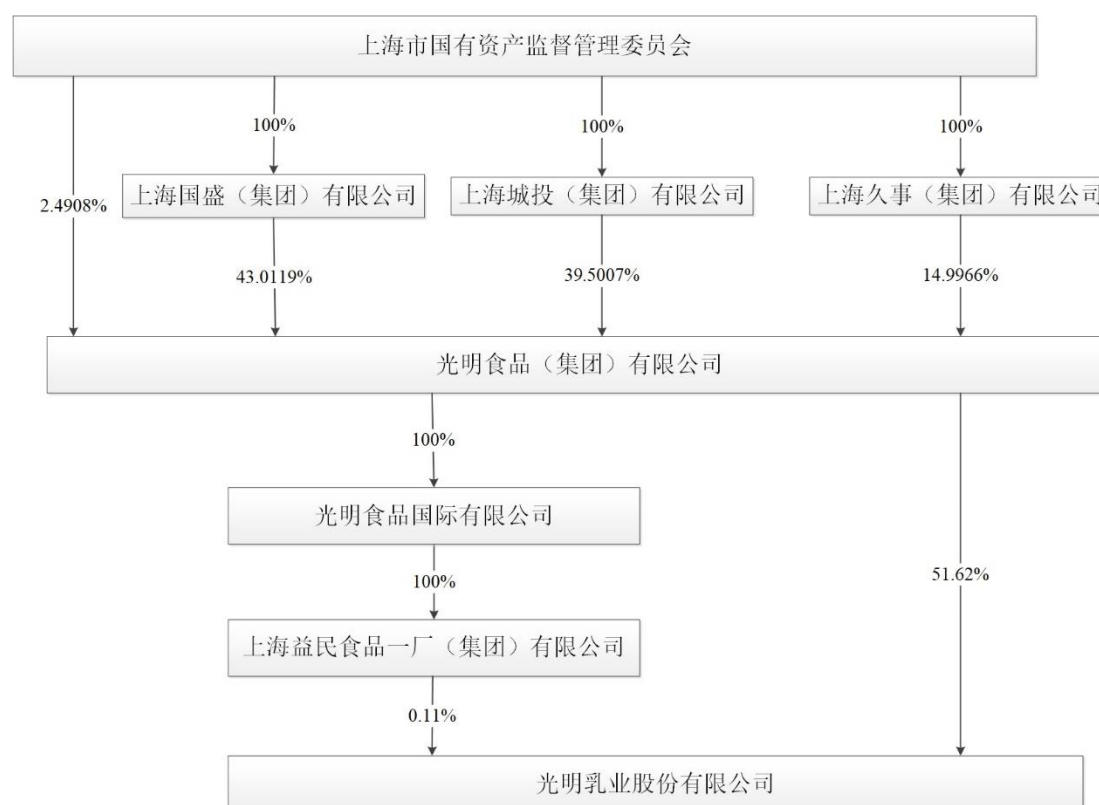 上海市国有资产监督管理委员会
100%
100%
100%
上海国盛（集团）有限公司
上海城投（集团）有限公司
上海久事（集团）有限公司
2.4908%
43.0119%
39.5007%
14.9966%
光明食品（集团）有限公司
100%
光明食品国际有限公司
100%
51.62%
上海益民食品一厂（集团）有限公司
0.11%
光明乳业股份有限公司